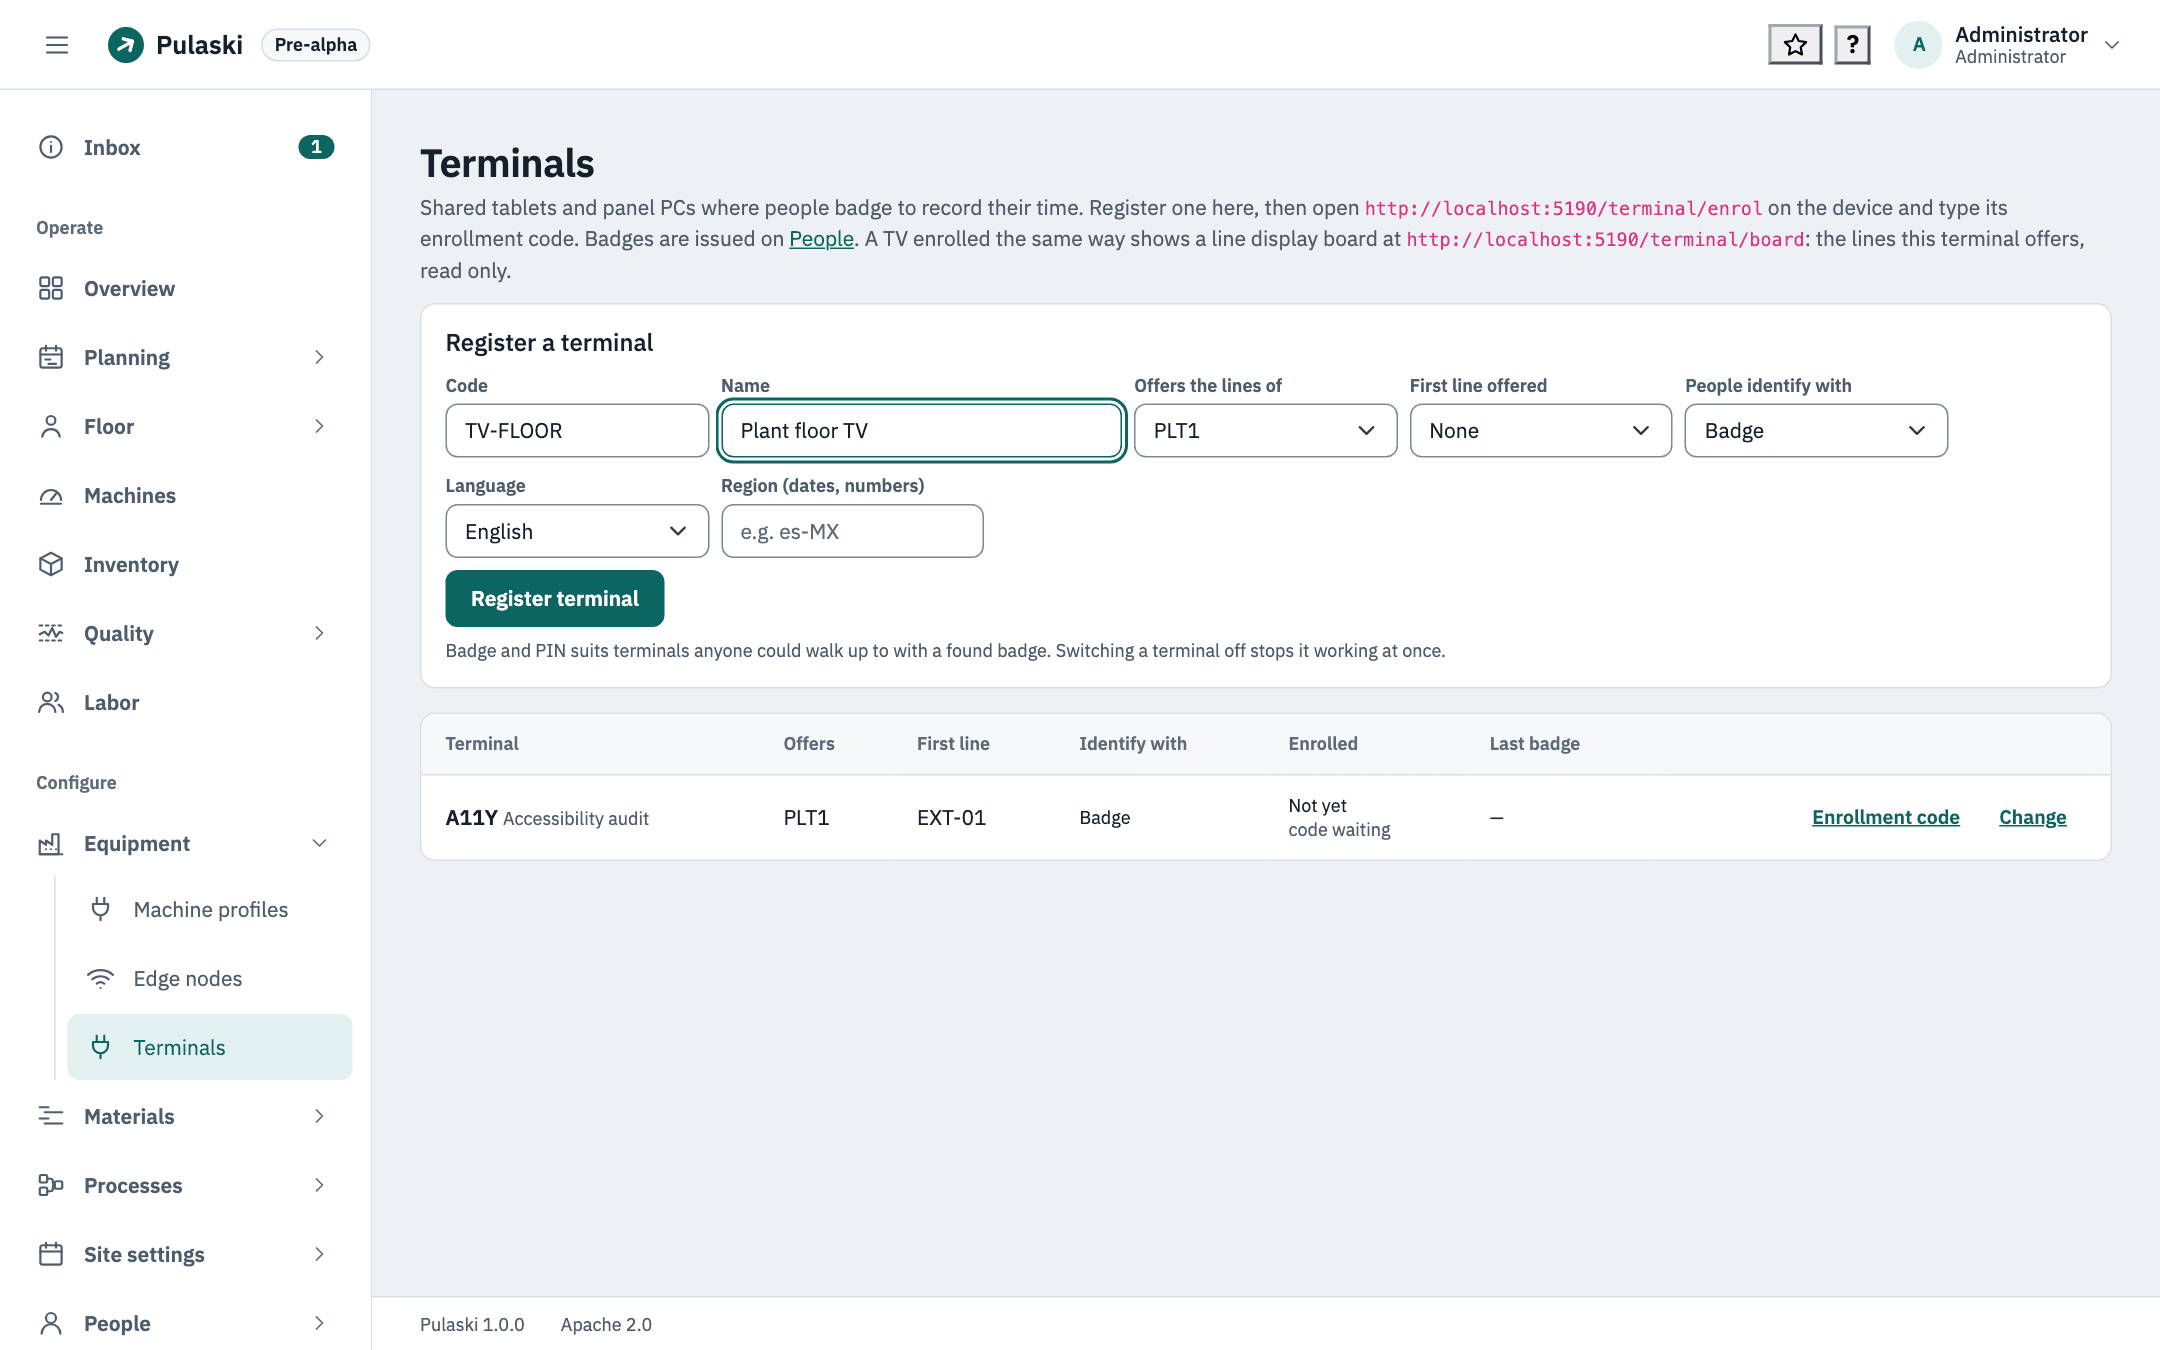 Pulaski
Pre-alpha
?
A
Administrator
Administrator
Inbox
1
Operate
Overview
Planning
Floor
Machines
Inventory
Quality
Labor
Configure
Equipment
Machine profiles
Edge nodes
Terminals
Materials
Processes
Site settings
People
Terminals
Shared tablets and panel PCs where people badge to record their time. Register one here, then open http://localhost:5190/terminal/enrol on the device and type its
enrollment code. Badges are issued on People. A TV enrolled the same way shows a line display board at http://localhost:5190/terminal/board: the lines this terminal offers,
read only.
Register a terminal
Code Name Offers the lines of First line offered People identify with
TV-FLOOR Plant floor TV PLT1 None Badge
Language Region (dates, numbers)
English e.g. es-MX
Register terminal
Badge and PIN suits terminals anyone could walk up to with a found badge. Switching a terminal off stops it working at once.
Terminal Offers First line Identify with Enrolled Last badge
A11Y Accessibility audit PLT1 EXT-01 Badge Not yet — Enrollment code Change
code waiting
Pulaski 1.0.0 Apache 2.0